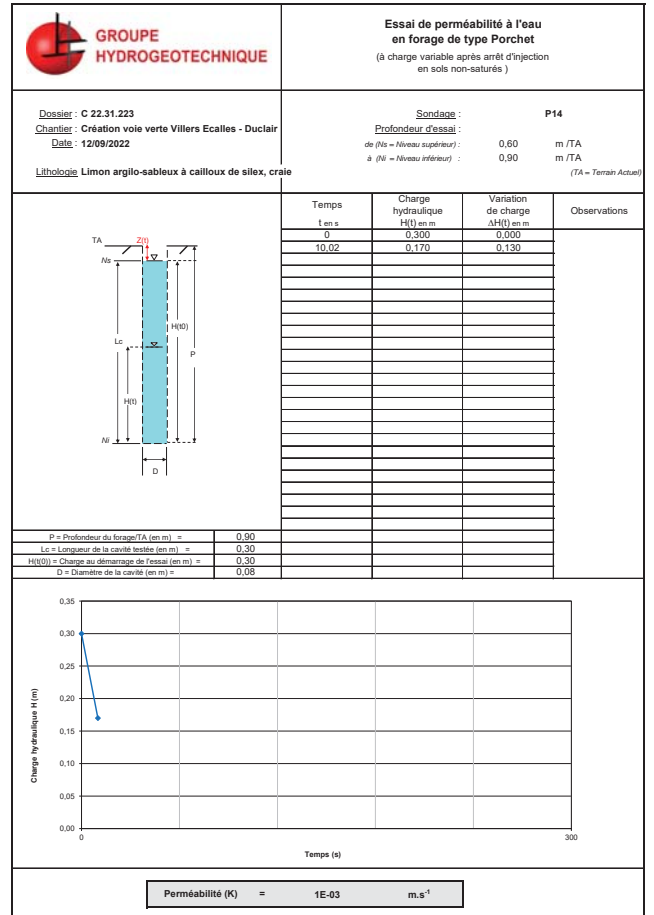 GROUPE
HYDROGEOTECHNIQUE
Essai de perméabilité à l'eau
en forage de type Porchet
(à charge variable après arrêt d'injection
en sols non-saturés )
Dossier : C 22.31.223
Chantier : Création voie verte Villers Ecalles - Duclair
Date : 12/09/2022
Lithologie Limon argilo-sableux à cailloux de silex, craie
Sondage : P14
Profondeur d'essai :
de (Ns = Niveau supérieur) : 0,60 m /TA
à (Ni = Niveau inférieur) : 0,90 m /TA
(TA = Terrain Actuel)
Temps Charge hydraulique Variation de charge Observations
t en s H(t) en m ΔH(t) en m
0 0,300 0,000
10,02 0,170 0,130
TA Z(t)
Ns
H(t0)
Lc
P
H(t)
Ni
D
P = Profondeur du forage/TA (en m) = 0,90
Lc = Longueur de la cavité testée (en m) = 0,30
H(t(0)) = Charge au démarrage de l'essai (en m) = 0,30
D = Diamètre de la cavité (en m) = 0,08
0,35
0,30
0,25
0,20
0,15
0,10
0,05
0,00
0 300
Charge hydraulique H (m)
Temps (s)
Perméabilité (K) = 1E-03 m.s-1